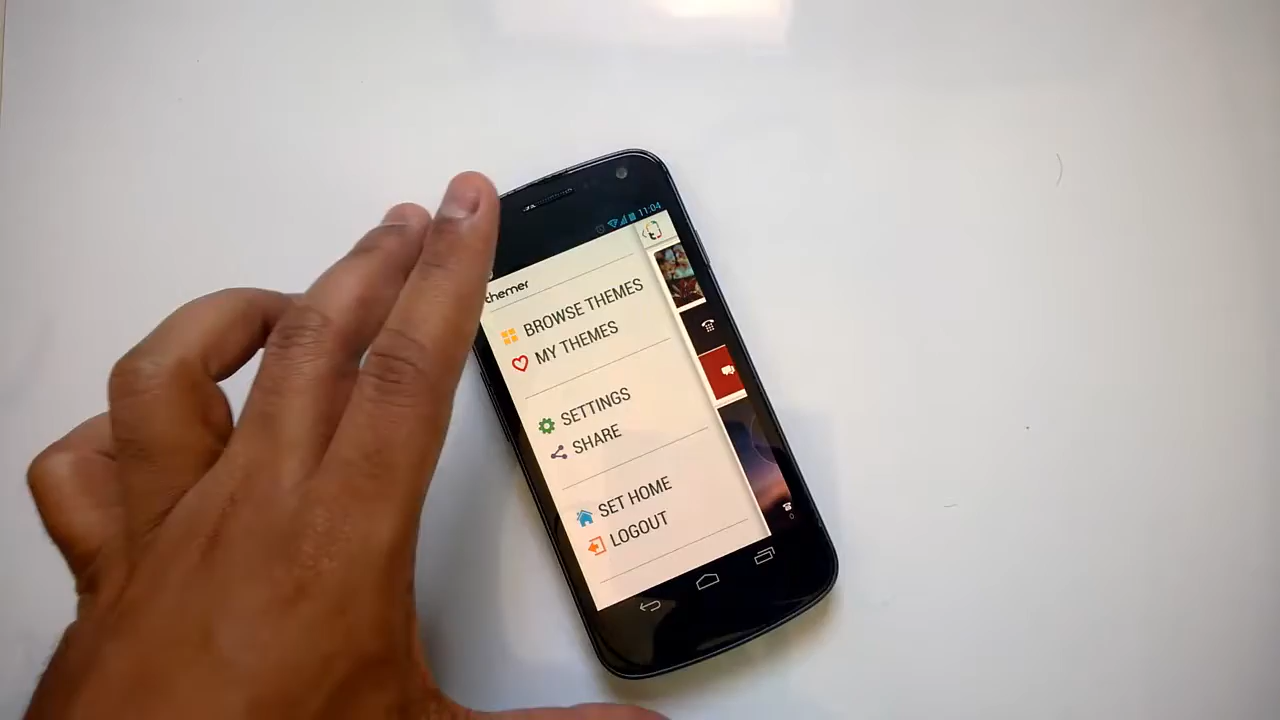 11:04
themer
BROWSE THEMES
MY THEMES
SETTINGS
SHARE
SET HOME
LOGOUT